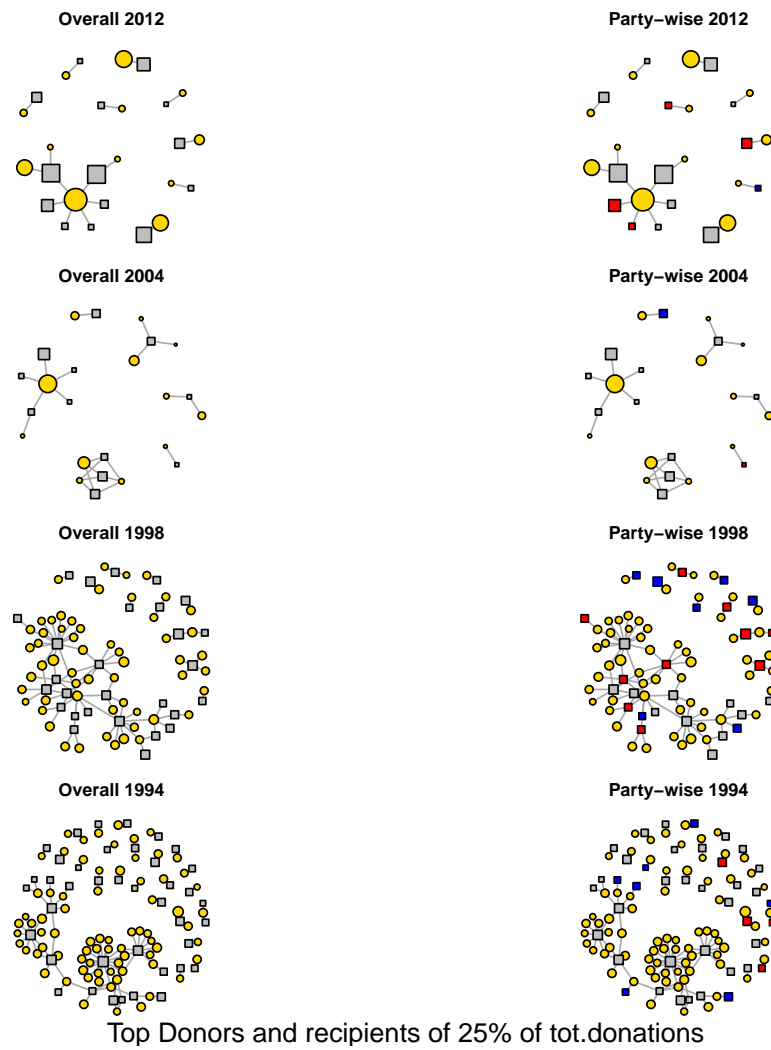 Overall 2012
Party−wise 2012
Overall 2004
Party−wise 2004
Overall 1998
Party−wise 1998
Overall 1994
Party−wise 1994
Top Donors and recipients of 25% of tot.donations